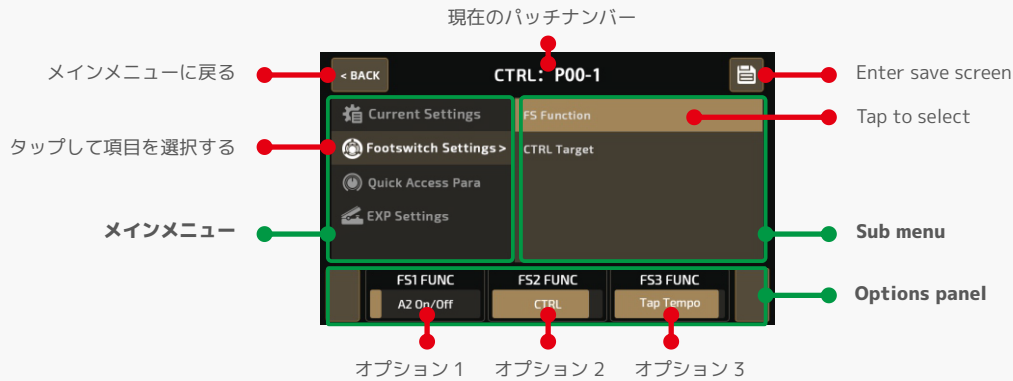 現在のパッチナンバー
メインメニューに戻る
< BACK
CTRL: P00-1
Enter save screen
Current Settings
FS Function
Tap to select
タップして項目を選択する
Footswitch Settings >
CTRL Target
Quick Access Para
メインメニュー
EXP Settings
Sub menu
FS1 FUNC
FS2 FUNC
FS3 FUNC
Options panel
A2 On/Off
CTRL
Tap Tempo
オプション 1
オプション 2
オプション 3